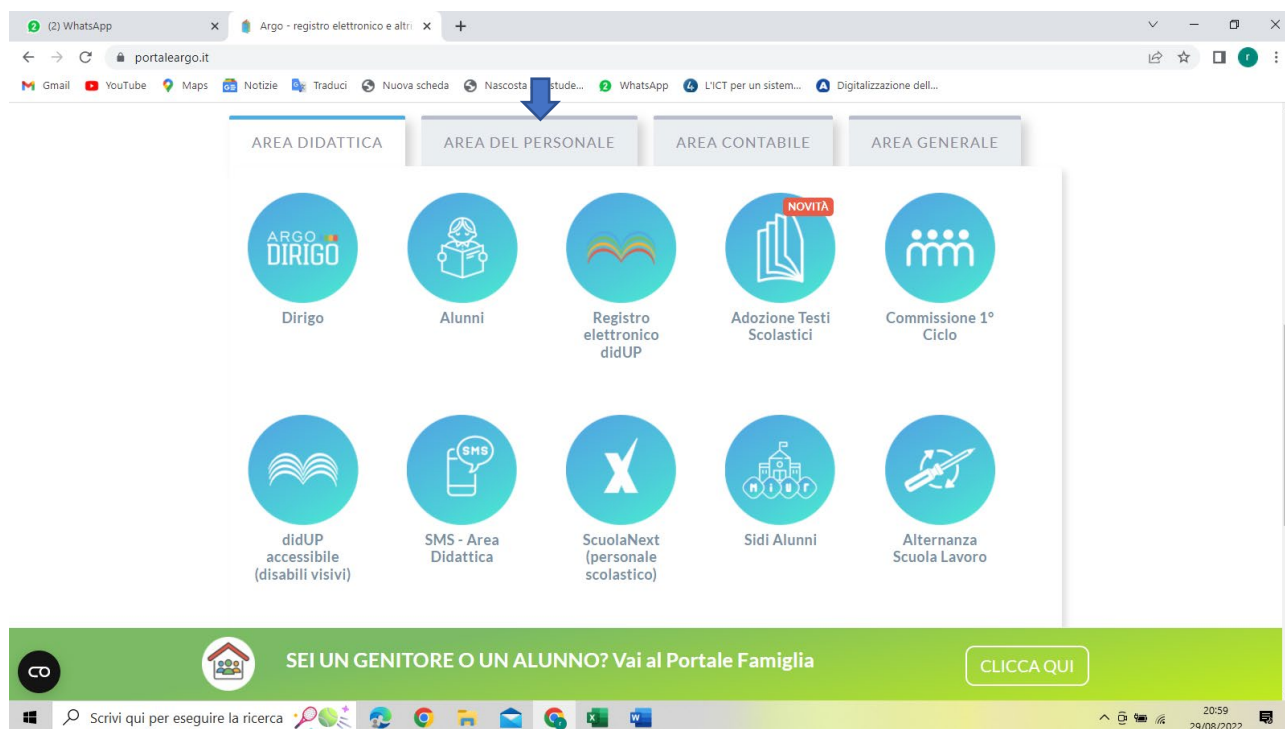 (2) WhatsApp
Argo - registro elettronico e altri
portaleargo.it
Gmail YouTube Maps Notizie Traduci Nuova scheda Nascosta stude... WhatsApp L'ICT per un sistem... Digitalizzazione dell...
AREA DIDATTICA AREA DEL PERSONALE AREA CONTABILE AREA GENERALE
ARGO
DIRIGO
NOVITÀ
Dirigo
Alunni
Registro
elettronico
didUP
Adozione Testi
Scolastici
Commissione 1°
Ciclo
SMS
X
miur
didUP
accessibile
(disabili visivi)
SMS - Area
Didattica
ScuolaNext
(personale
scolastico)
Sidi Alunni
Alternanza
Scuola Lavoro
SEI UN GENITORE O UN ALUNNO? Vai al Portale Famiglia
CLICCA QUI
Scrivi qui per eseguire la ricerca
20:59
29/08/2022